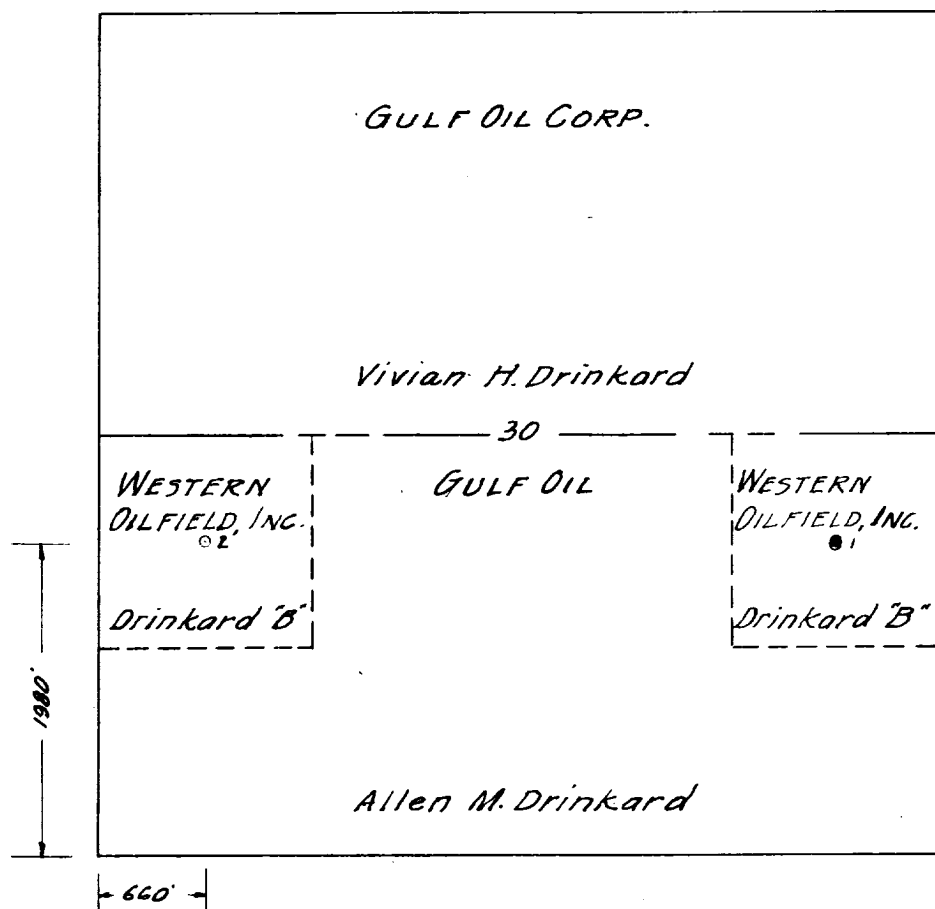 GULF OIL CORP.
Vivian H. Drinkard
30
WESTERN
OILFIELD, INC.
2
Drinkard "B"
GULF OIL
WESTERN
OILFIELD, INC.
1
Drinkard "B"
1980'
Allen M. Drinkard
660'